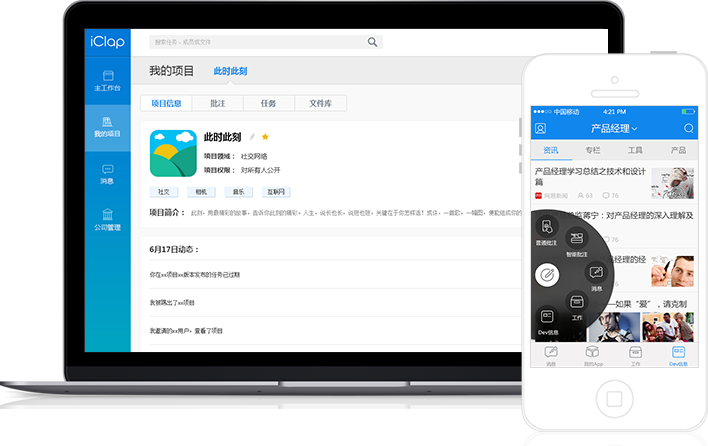 iClap
搜索任务、成员或文件
主工作台
我的项目
消息
公司管理
我的项目 此时此刻
项目信息 批注 任务 文件库
此时此刻
项目领域： 社交网络
项目权限： 对所有人公开
社交 相机 音乐 互联网
项目简介：
6月17日动态：
你在xx项目xx版本发布的任务已过期
我被踢出了xx项目
我邀请的xx用户，查看了项目
中国移动 4:21 PM
产品经理
资讯 专栏 工具 产品
产品经理学习总结之技术和设计
篇
网易新闻 63 76
监蒋宁：对产品经理的深入理解及
76
普通批注
智能批注
产品经理的经
消息
工作
如果“爱”，请克制
Dev信息
消息 我的App 工作 Dev信息